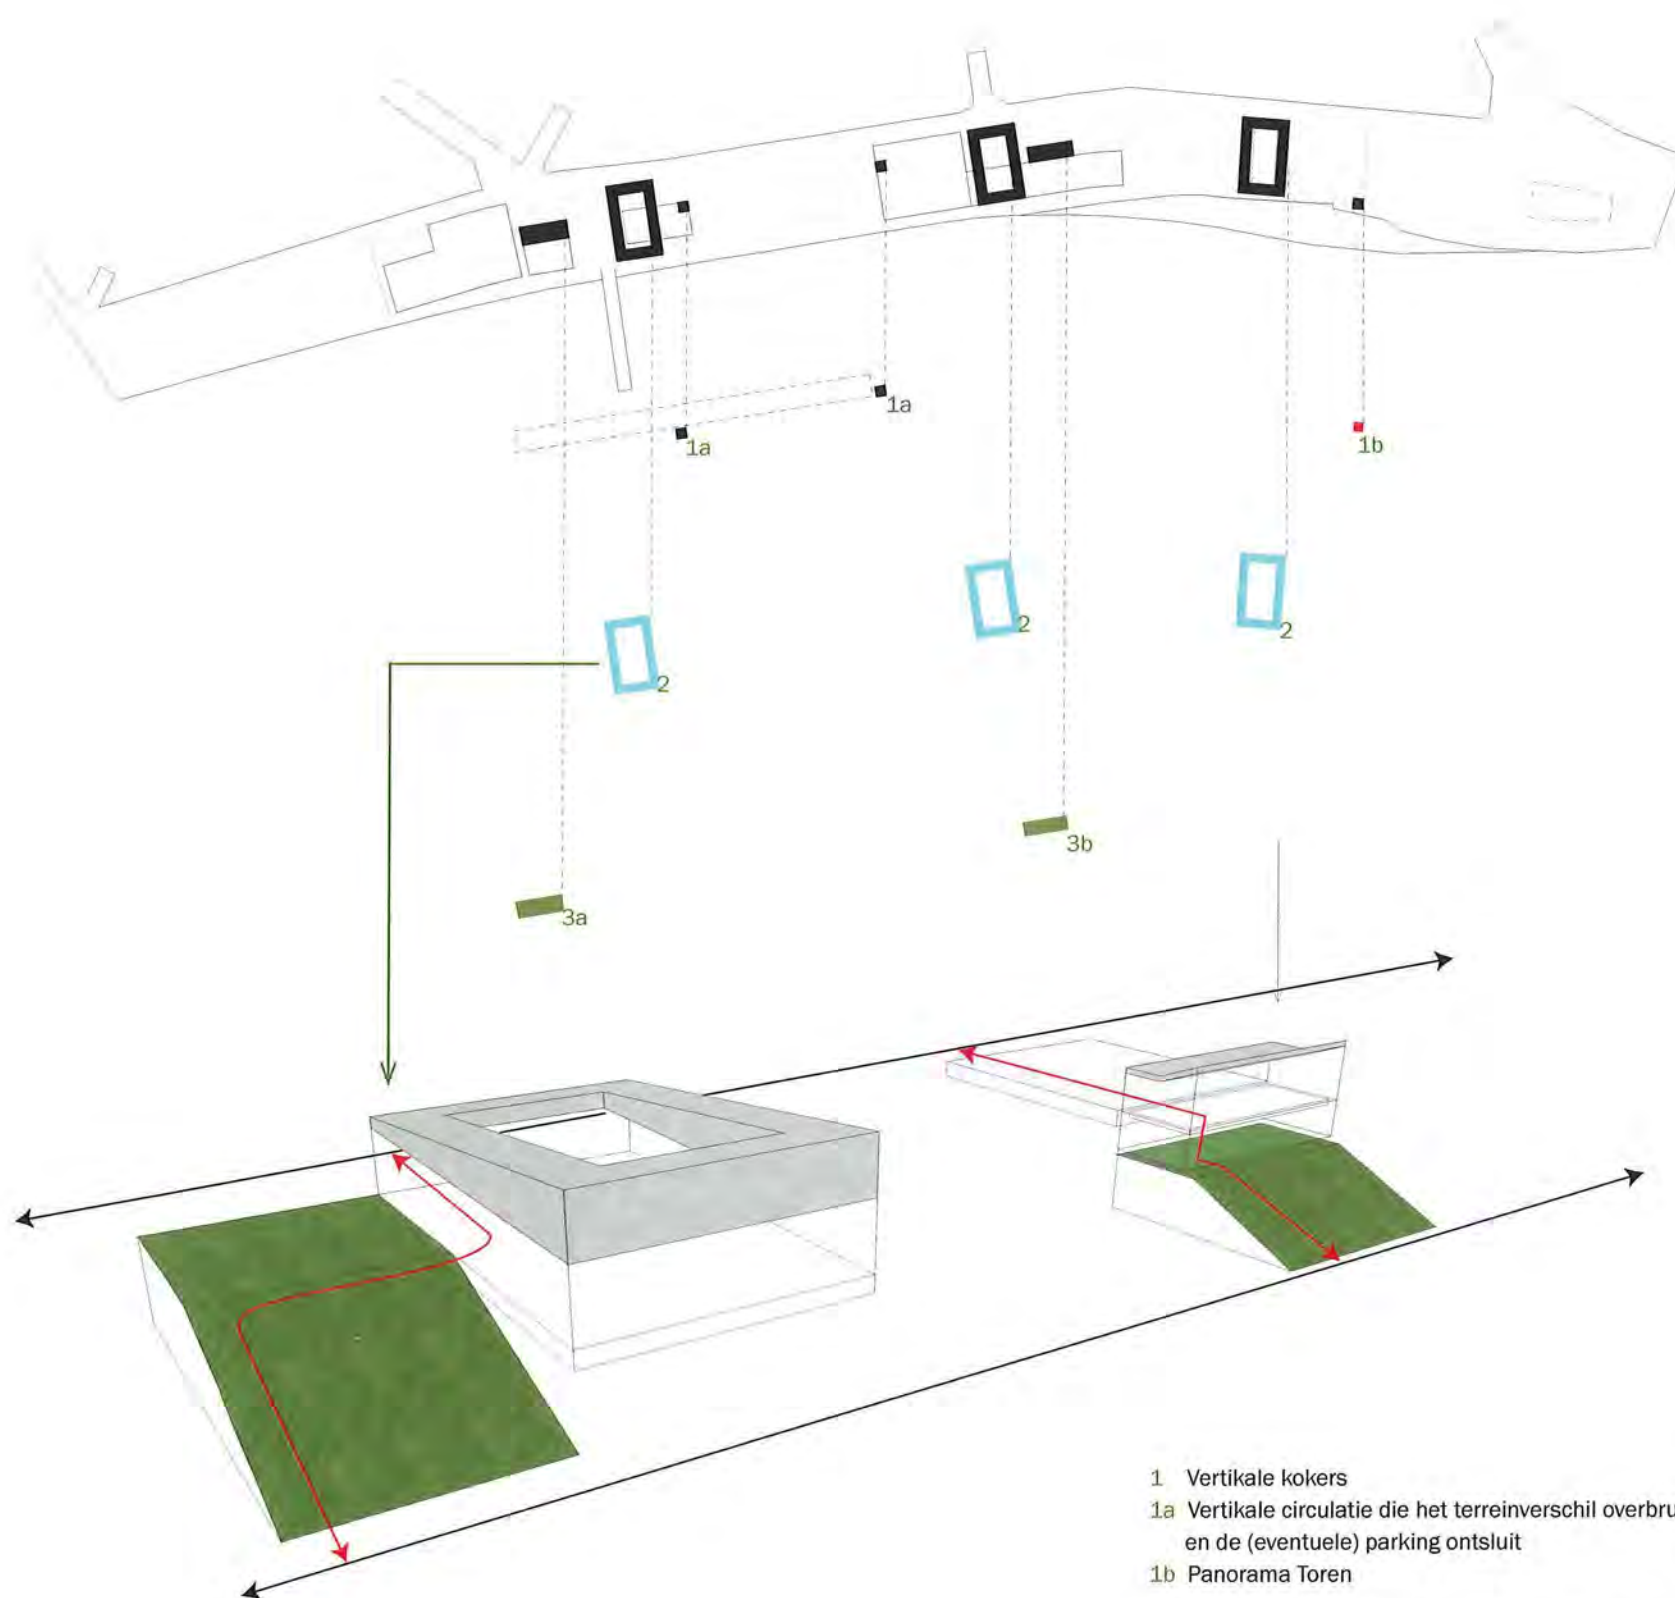 1a
1a
1b
2
2
2
3b
3a
1 Vertikale kokers
1a Vertikale circulatie die het terreinverschil overbru
en de (eventuele) parking ontsluit
1b Panorama Toren